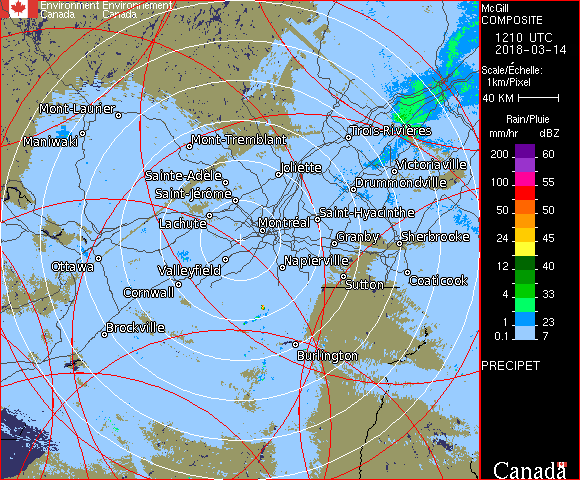 Environment Environnement
Canada Canada
McGill
COMPOSITE
1210 UTC
2018-03-14
Scale/Échelle:
1km/Pixel
40 KM
Rain/Pluie
mm/hr dBZ
200 60
150 57
100 55
50 50
24 45
12 40
4 33
1 23
0.1 7
PRECIPET
Mont-Laurier
Maniwaki
Mont-Tremblant
Trois-Rivières
Sainte-Adèle
Joliette
Victoriaville
Saint-Jérôme
Drummondville
Lachute
Montréal
Saint-Hyacinthe
Granby
Sherbrooke
Ottawa
Valleyfield
Napierville
Cornwall
Sutton
Coaticook
Brockville
Burlington
Canada